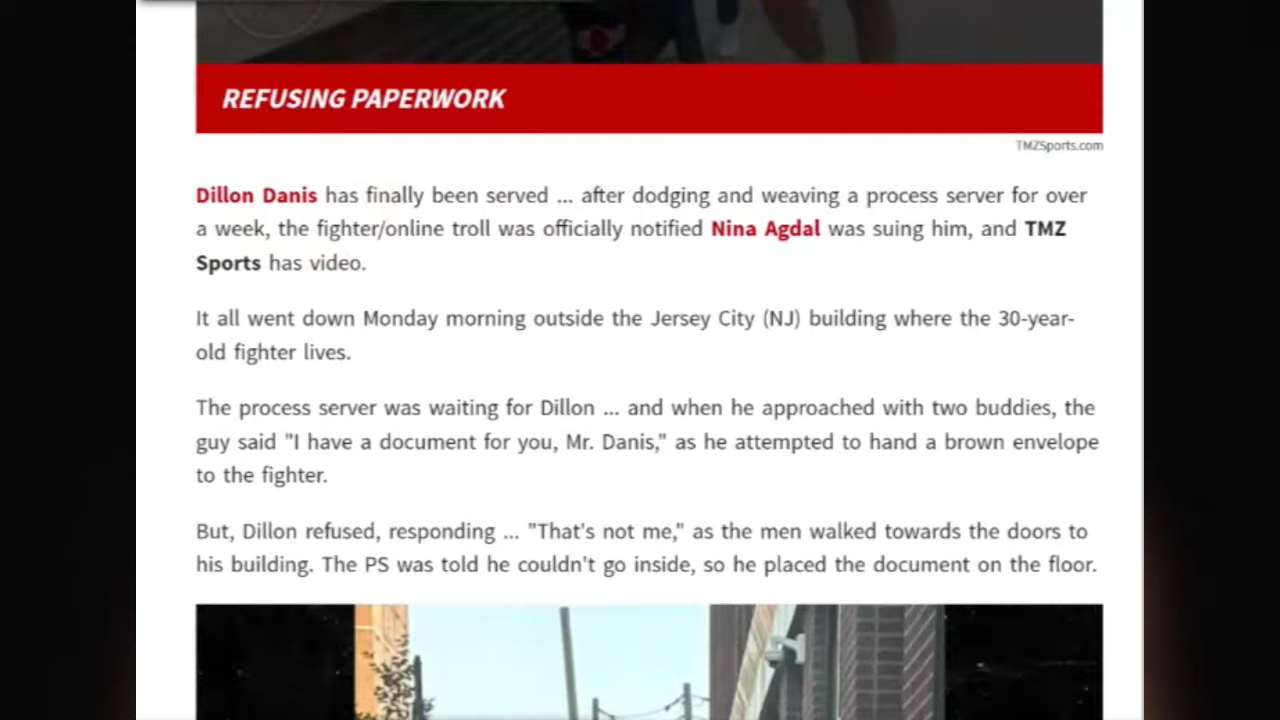 REFUSING PAPERWORK
TMZSports.com
Dillon Danis has finally been served ... after dodging and weaving a process server for over
a week, the fighter/online troll was officially notified Nina Agdal was suing him, and TMZ
Sports has video.
It all went down Monday morning outside the Jersey City (NJ) building where the 30-year-
old fighter lives.
The process server was waiting for Dillon ... and when he approached with two buddies, the
guy said "I have a document for you, Mr. Danis," as he attempted to hand a brown envelope
to the fighter.
But, Dillon refused, responding ... "That's not me," as the men walked towards the doors to
his building. The PS was told he couldn't go inside, so he placed the document on the floor.